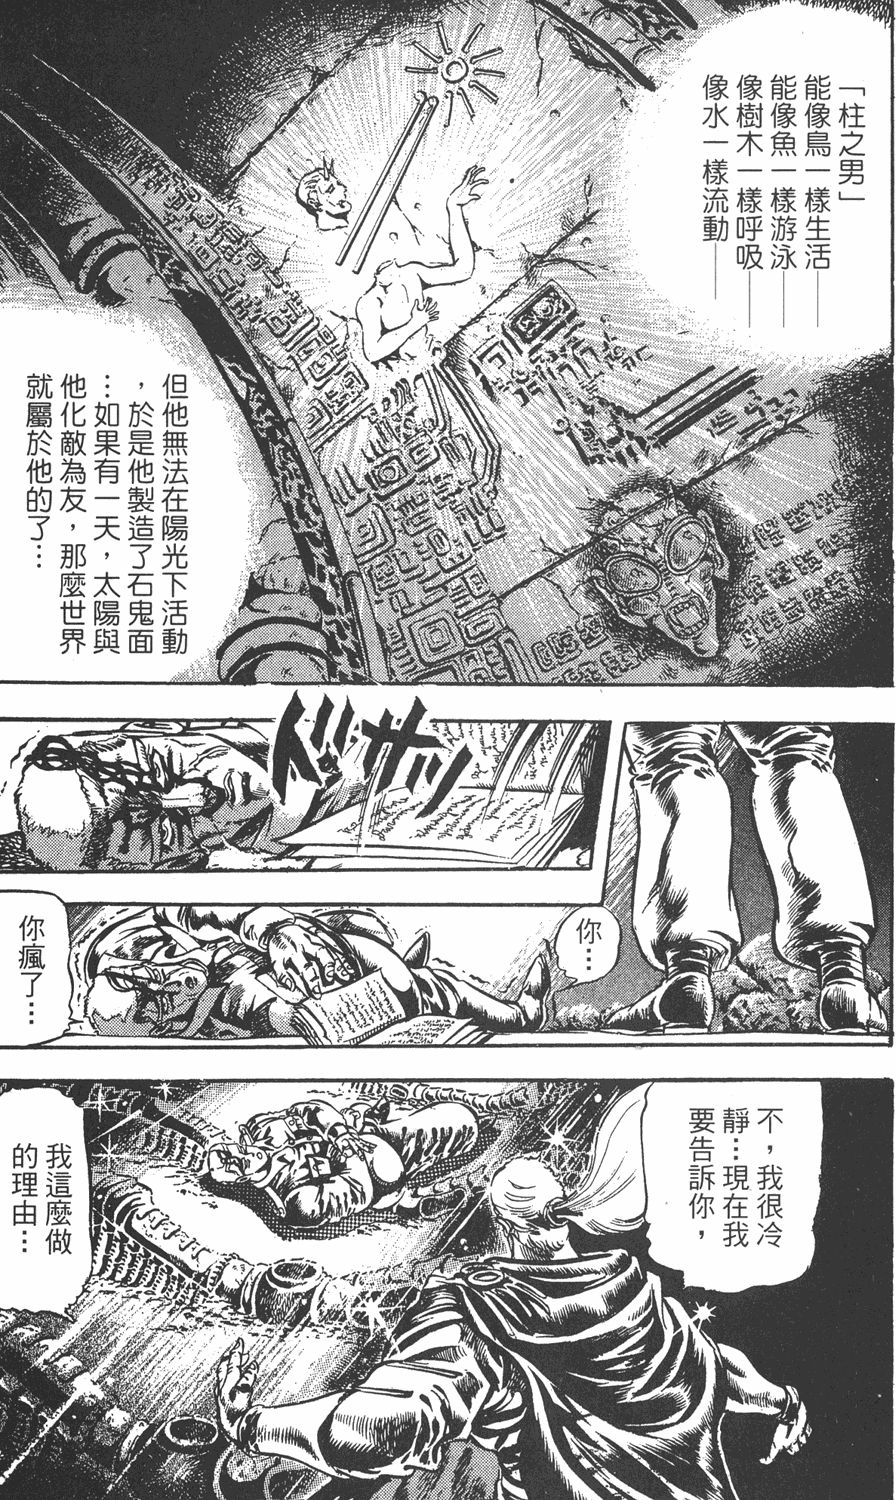 「柱之男」
能像鳥一樣生活——
能像魚一樣游泳——
像樹木一樣呼吸——
像水一樣流動——
但他無法在陽光下活動
，於是他製造了石鬼面
…如果有一天，太陽與
他化敵為友，那麼世界
就屬於他的了…
ズザザッ
你…
你瘋了…
不，我很冷
靜…現在我
要告訴你，
我這麼做
的理由…